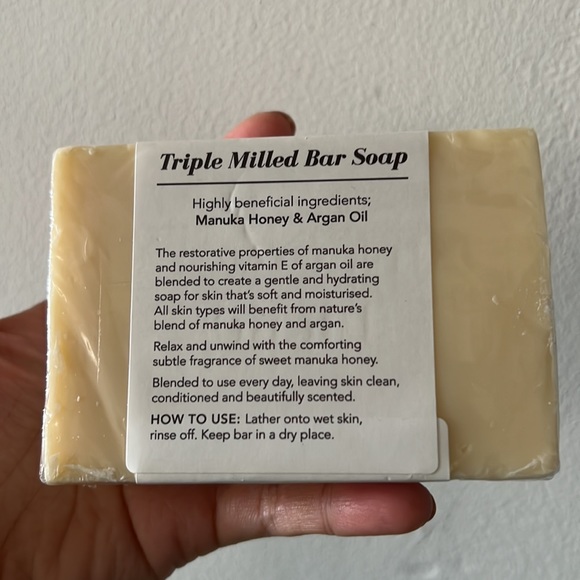 Triple Milled Bar Soap
Highly beneficial ingredients;
Manuka Honey & Argan Oil
The restorative properties of manuka honey
and nourishing vitamin E of argan oil are
blended to create a gentle and hydrating
soap for skin that's soft and moisturised.
All skin types will benefit from nature's
blend of manuka honey and argan.
Relax and unwind with the comforting
subtle fragrance of sweet manuka honey.
Blended to use every day, leaving skin clean,
conditioned and beautifully scented.
HOW TO USE: Lather onto wet skin,
rinse off. Keep bar in a dry place.